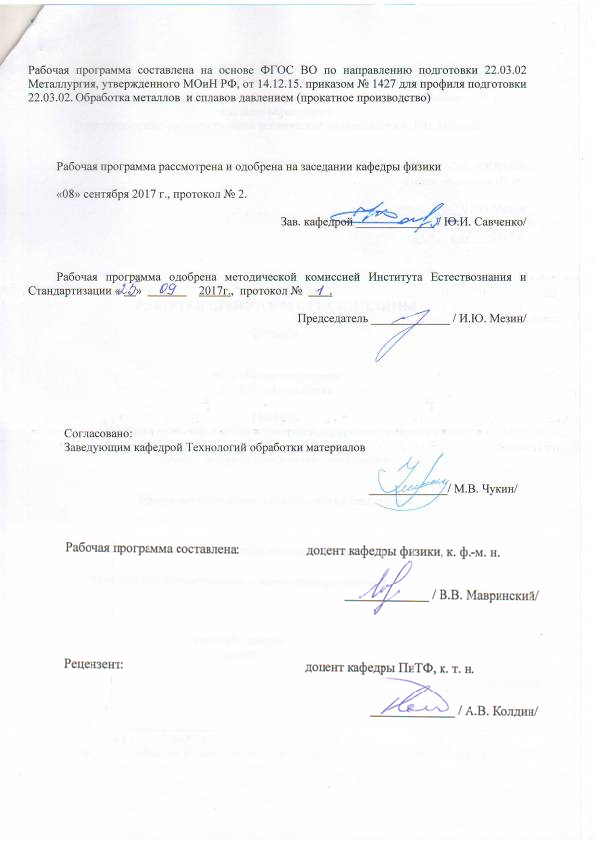 Рабочая программа составлена на основе ФГОС ВО по направлению подготовки 22.03.02
Металлургия, утвержденного МОиН РФ, от 14.12.15. приказом № 1427 для профиля подготовки
22.03.02. Обработка металлов и сплавов давлением (прокатное производство)
Рабочая программа рассмотрена и одобрена на заседании кафедры физики
«08» сентября 2017 г., протокол № 2.
Зав. кафедрой / Ю.И. Савченко/
Рабочая программа одобрена методической комиссией Института Естествознания и
Стандартизации «25» 09 2017г., протокол № 1.
Председатель / И.Ю. Мезин/
Согласовано:
Заведующим кафедрой Технологий обработки материалов
/ М.В. Чукин/
Рабочая программа составлена: доцент кафедры физики, к. ф.-м. н.
/ В.В. Мавринский/
Рецензент: доцент кафедры ПиТФ, к. т. н.
/ А.В. Колдин/